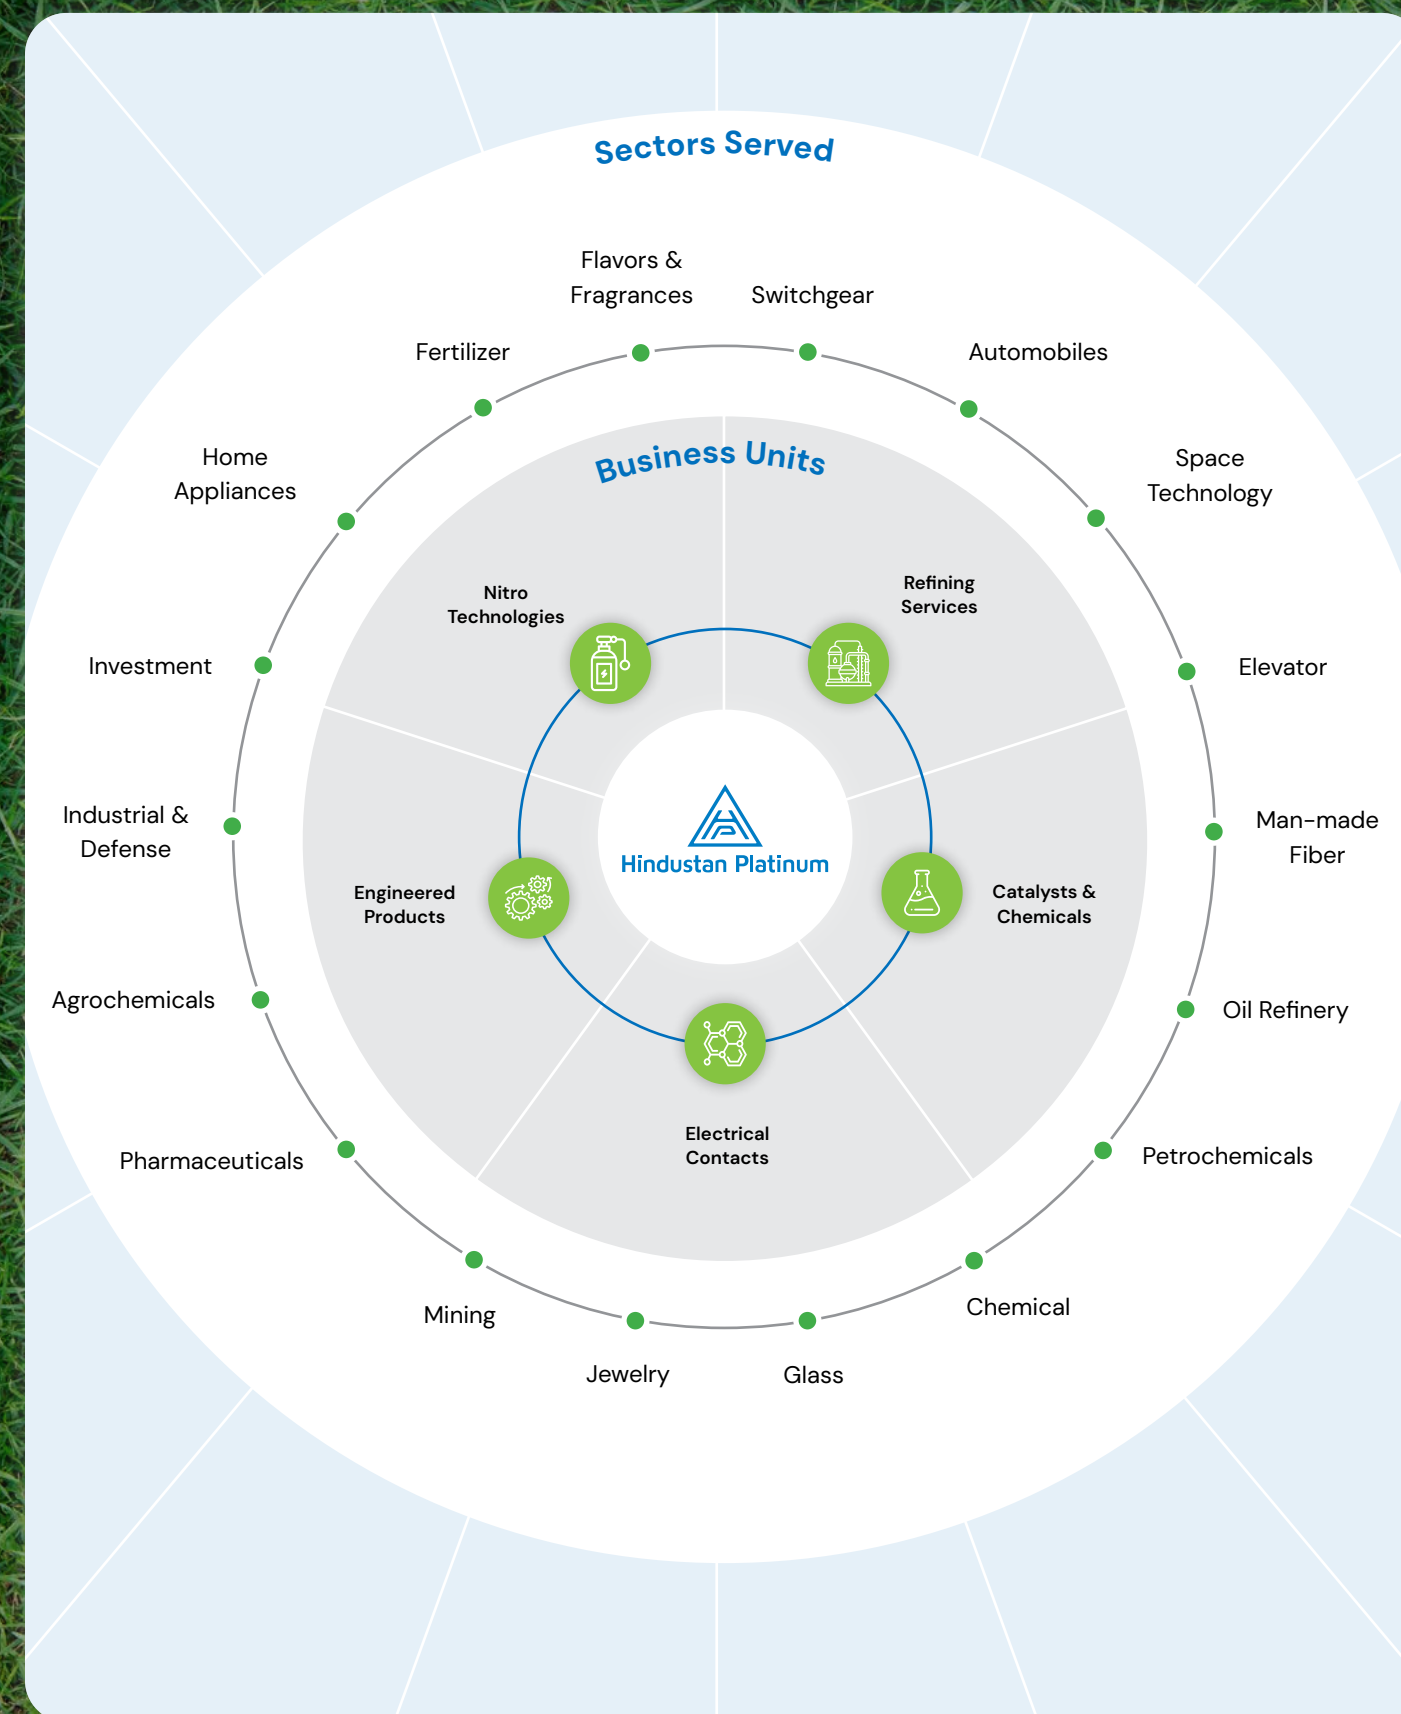 Sectors Served
Flavors &
Fragrances
Switchgear
Fertilizer
Automobiles
Home
Appliances
Space
Technology
Investment
Elevator
Industrial &
Defense
Man-made
Fiber
Agrochemicals
Oil Refinery
Pharmaceuticals
Petrochemicals
Mining
Chemical
Jewelry
Glass
Business Units
Nitro
Technologies
Refining
Services
Engineered
Products
Catalysts &
Chemicals
Electrical
Contacts
Hindustan Platinum